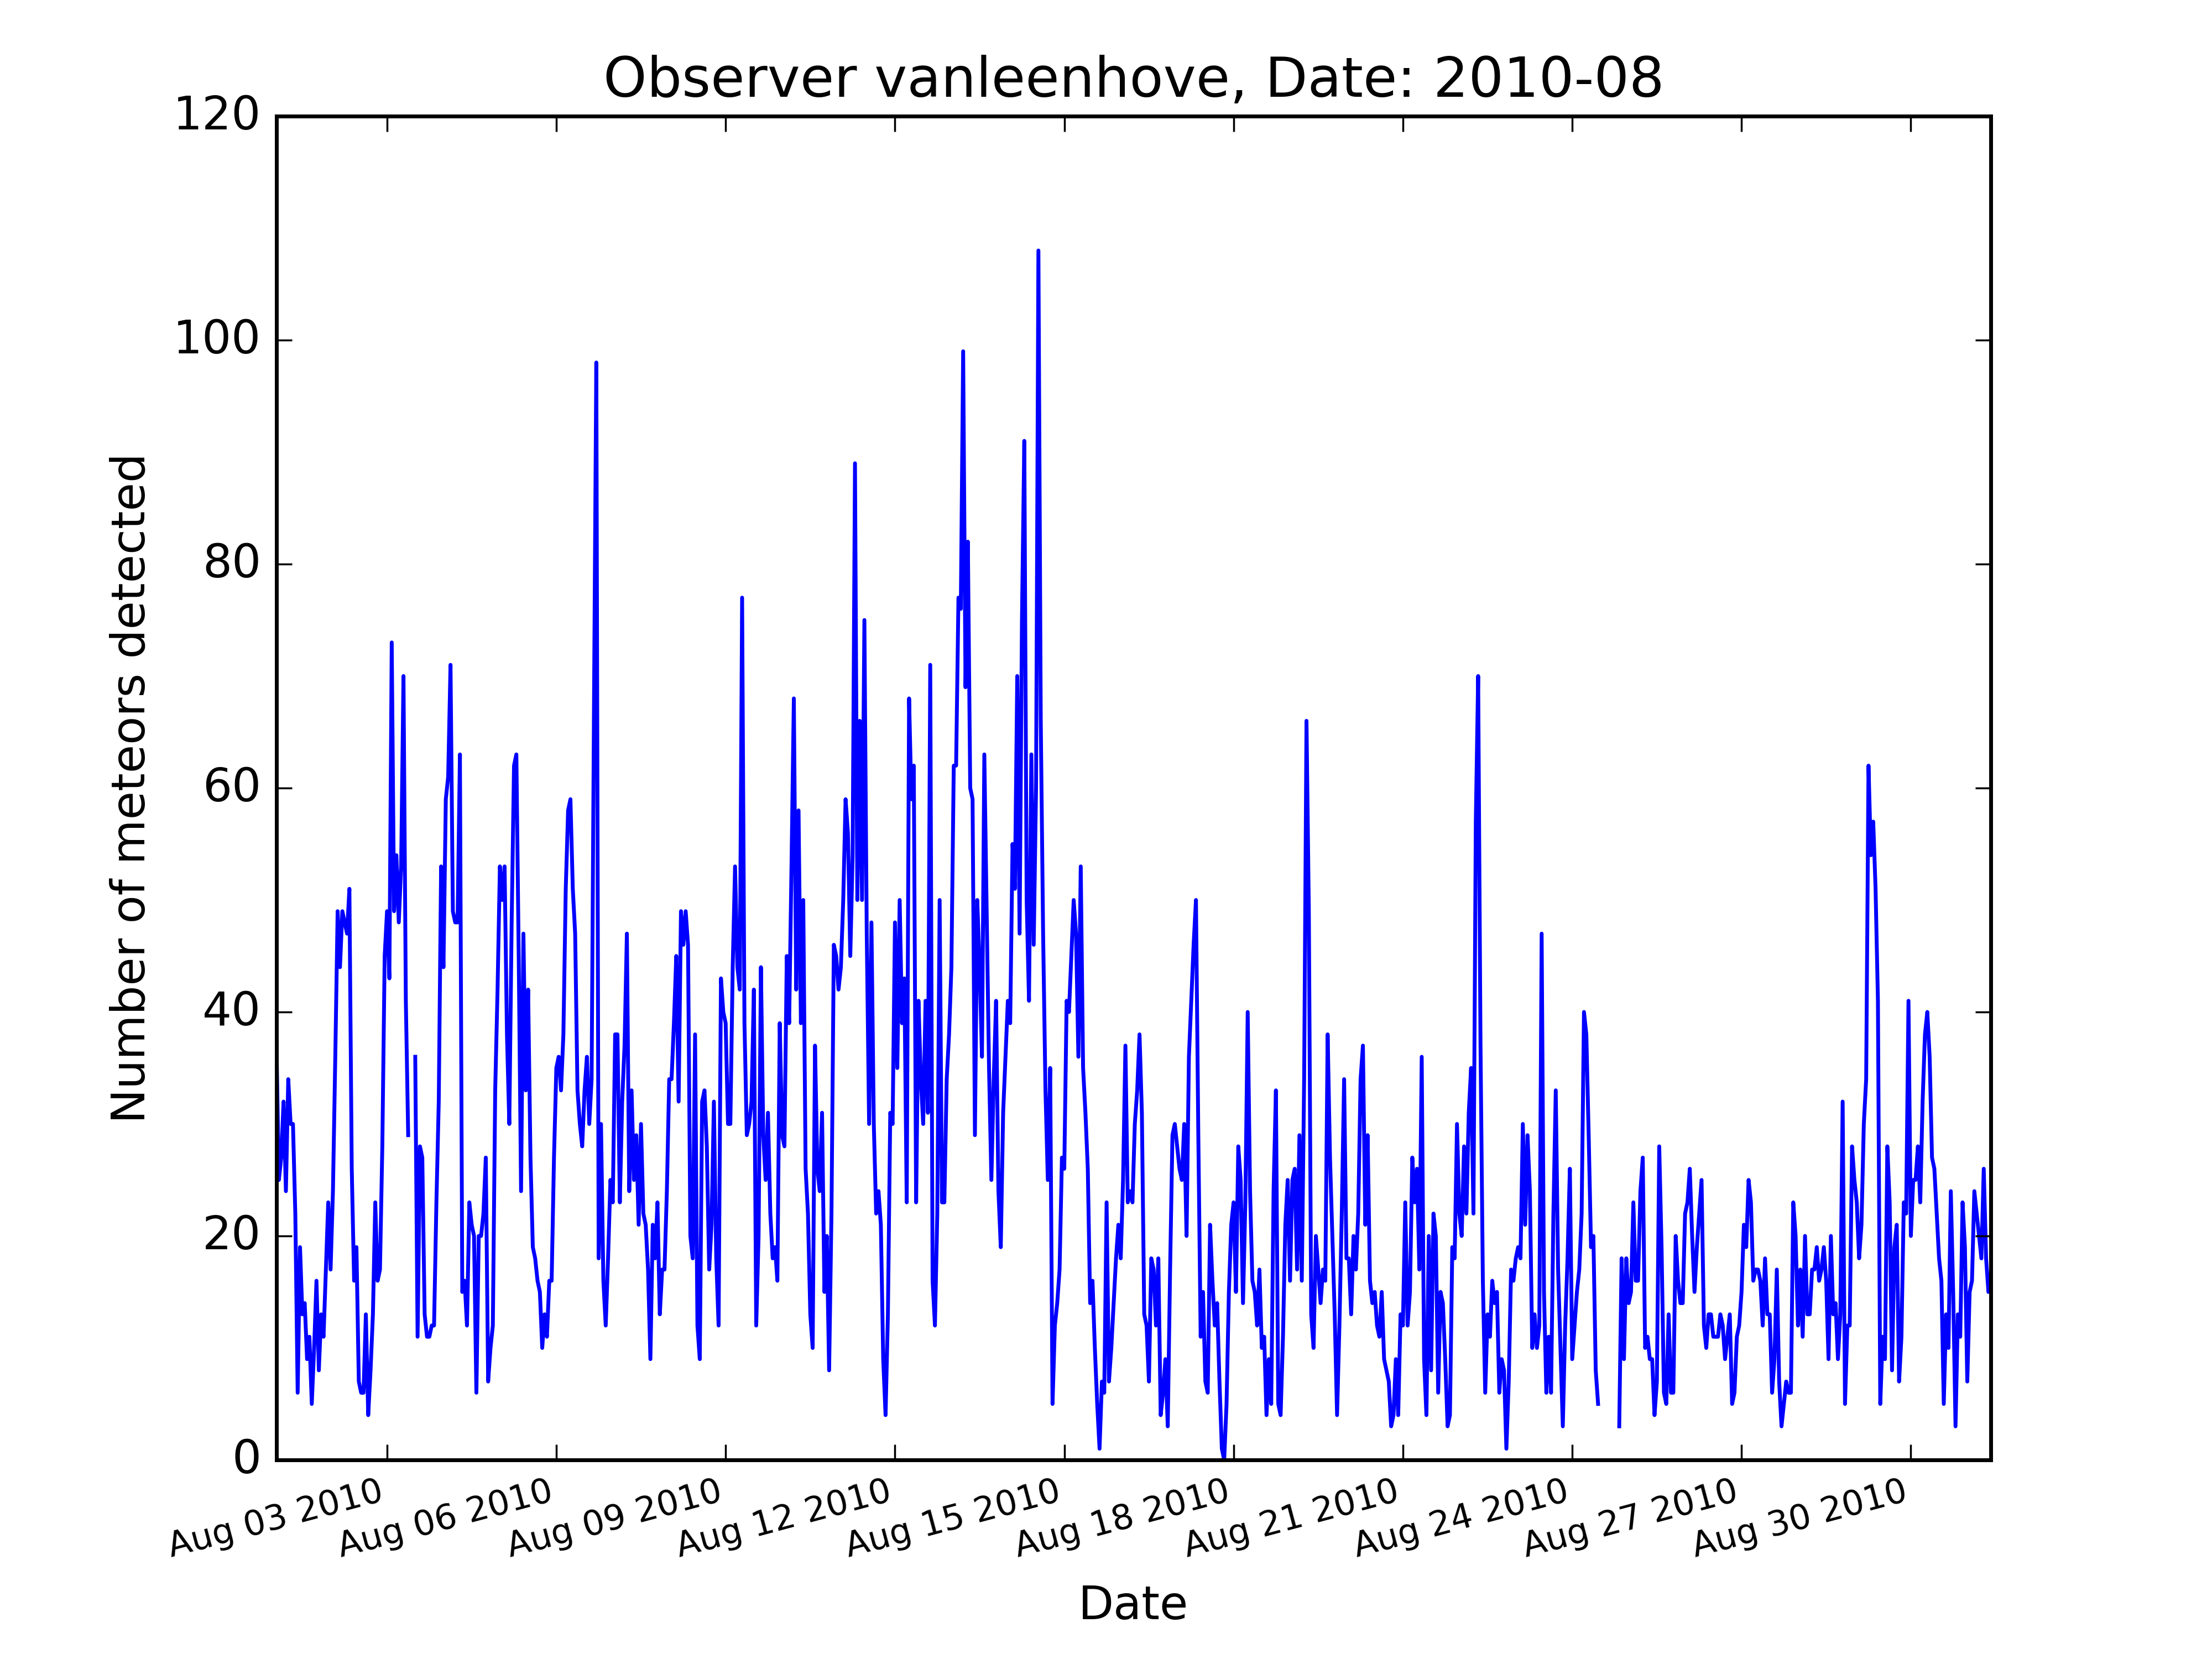 Observer vanleenhove, Date: 2010-08
120
100
80
60
40
20
0
Number of meteors detected
Aug 03 2010
Aug 06 2010
Aug 09 2010
Aug 12 2010
Aug 15 2010
Aug 18 2010
Aug 21 2010
Aug 24 2010
Aug 27 2010
Aug 30 2010
Date